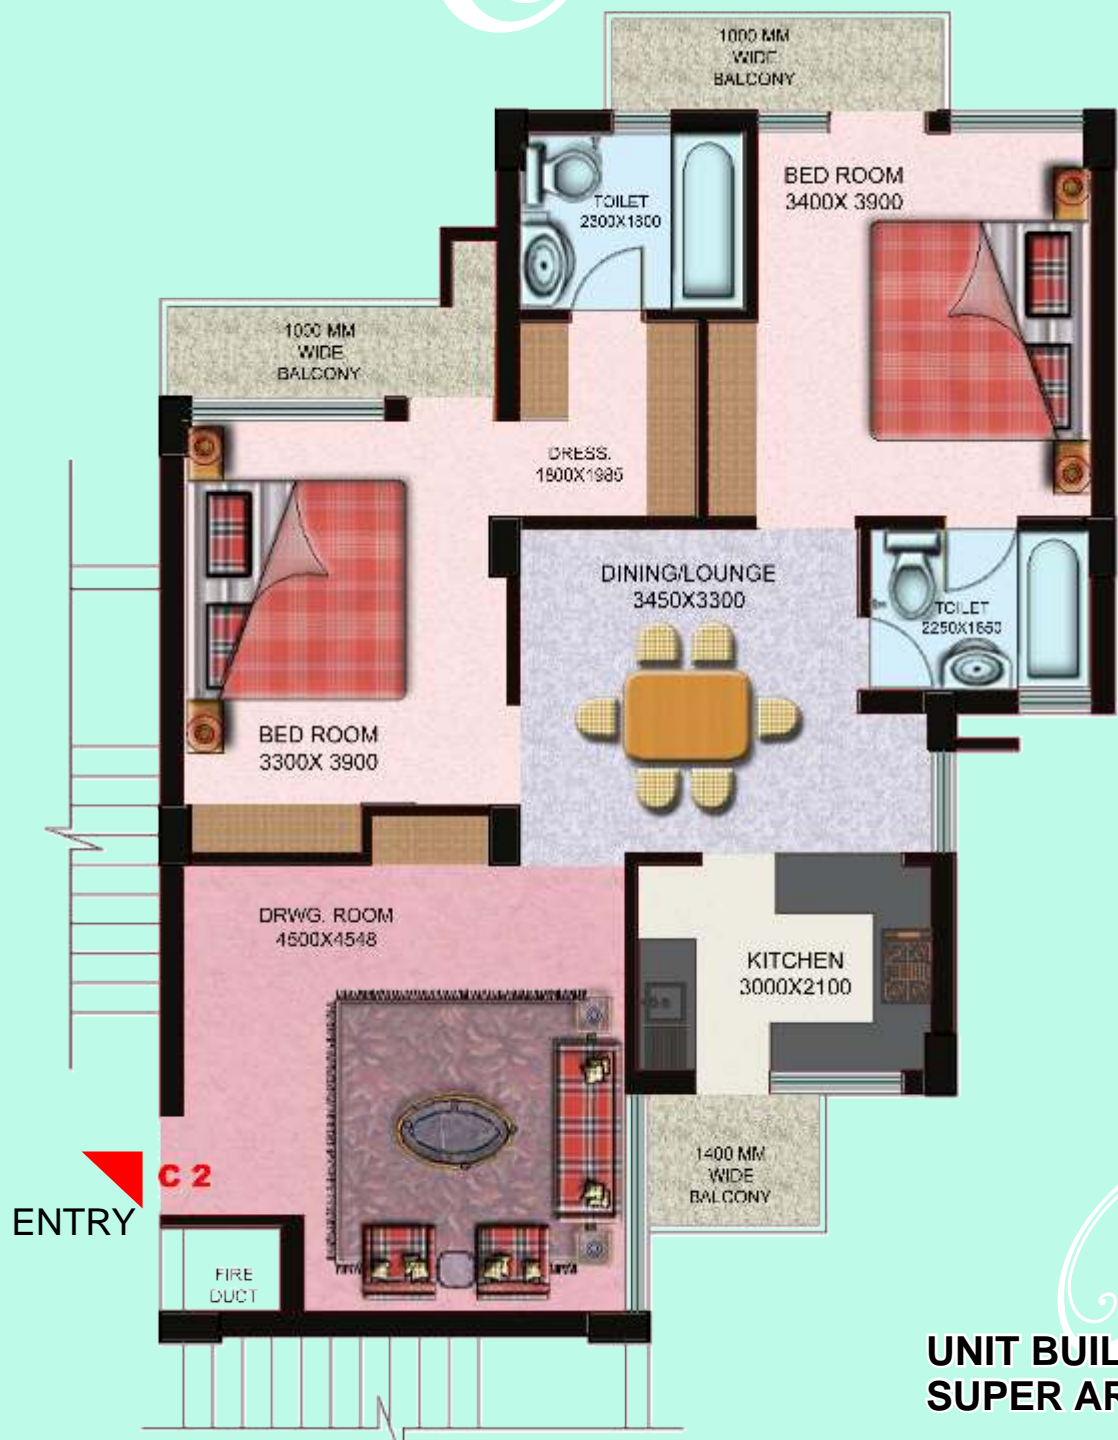 1000 MM
WIDE
BALCONY
TOILET
2300X1800
BED ROOM
3400X 3900
1000 MM
WIDE
BALCONY
DRESS.
1800X1985
DINING/LOUNGE
3450X3300
TOILET
2250X1650
BED ROOM
3300X 3900
DRWG. ROOM
4500X4548
KITCHEN
3000X2100
1400 MM
WIDE
BALCONY
C 2
ENTRY
FIRE
DUCT
UNIT BUIL
SUPER AR